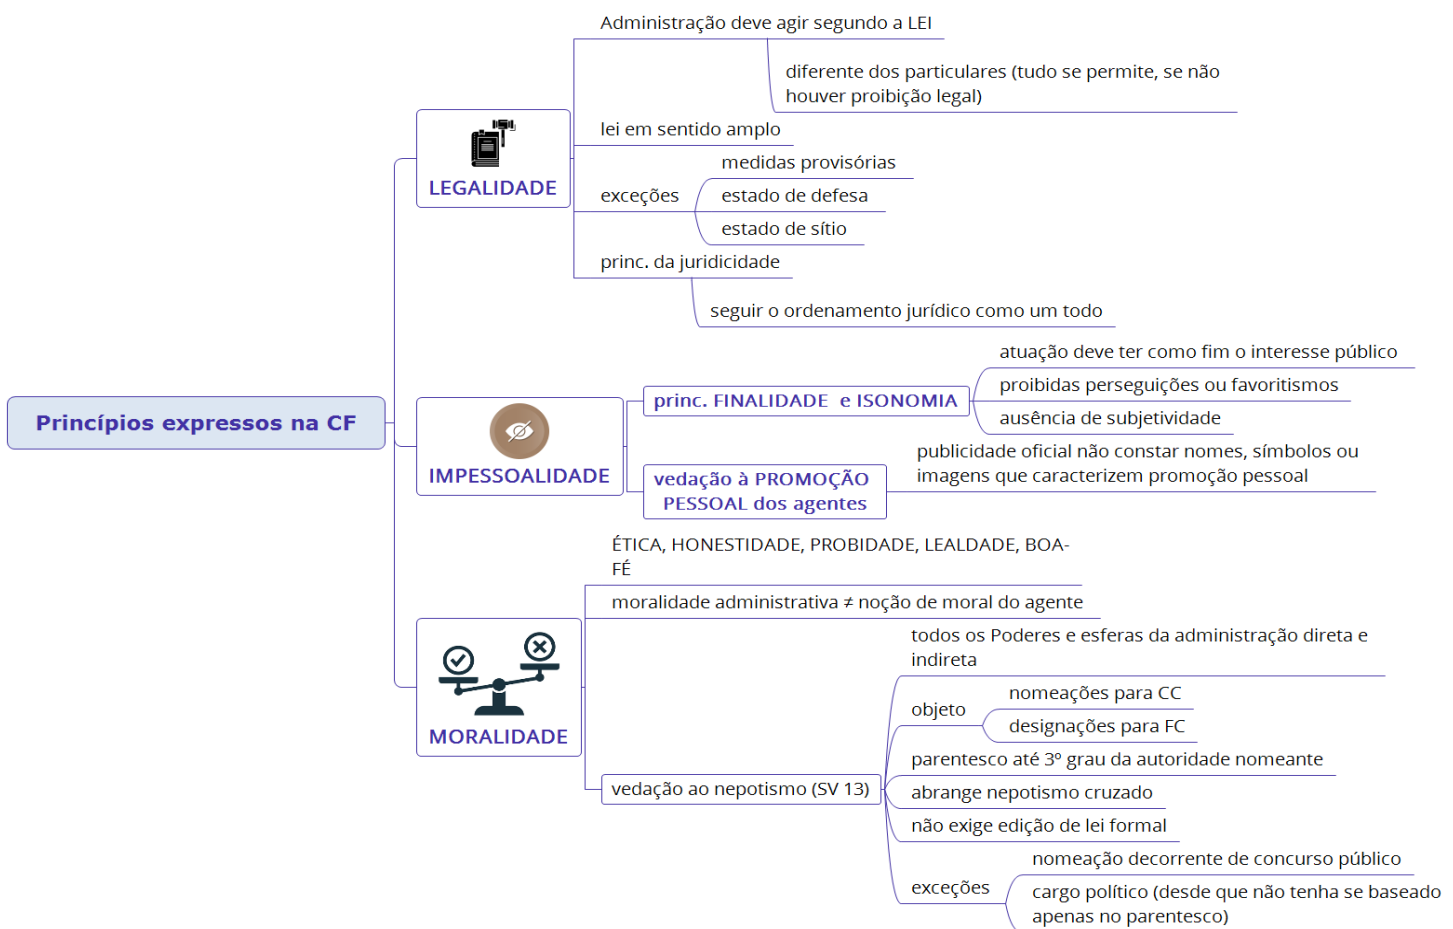 Princípios expressos na CF
LEGALIDADE
Administração deve agir segundo a LEI
diferente dos particulares (tudo se permite, se não
houver proibição legal)
lei em sentido amplo
exceções
medidas provisórias
estado de defesa
estado de sítio
princ. da juridicidade
seguir o ordenamento jurídico como um todo
IMPESSOALIDADE
princ. FINALIDADE e ISONOMIA
atuação deve ter como fim o interesse público
proibidas perseguições ou favoritismos
ausência de subjetividade
vedação à PROMOÇÃO
PESSOAL dos agentes
publicidade oficial não constar nomes, símbolos ou
imagens que caracterizem promoção pessoal
MORALIDADE
ÉTICA, HONESTIDADE, PROBIDADE, LEALDADE, BOA-
FÉ
moralidade administrativa ≠ noção de moral do agente
vedação ao nepotismo (SV 13)
todos os Poderes e esferas da administração direta e
indireta
objeto
nomeações para CC
designações para FC
parentesco até 3º grau da autoridade nomeante
abrange nepotismo cruzado
não exige edição de lei formal
exceções
nomeação decorrente de concurso público
cargo político (desde que não tenha se baseado
apenas no parentesco)